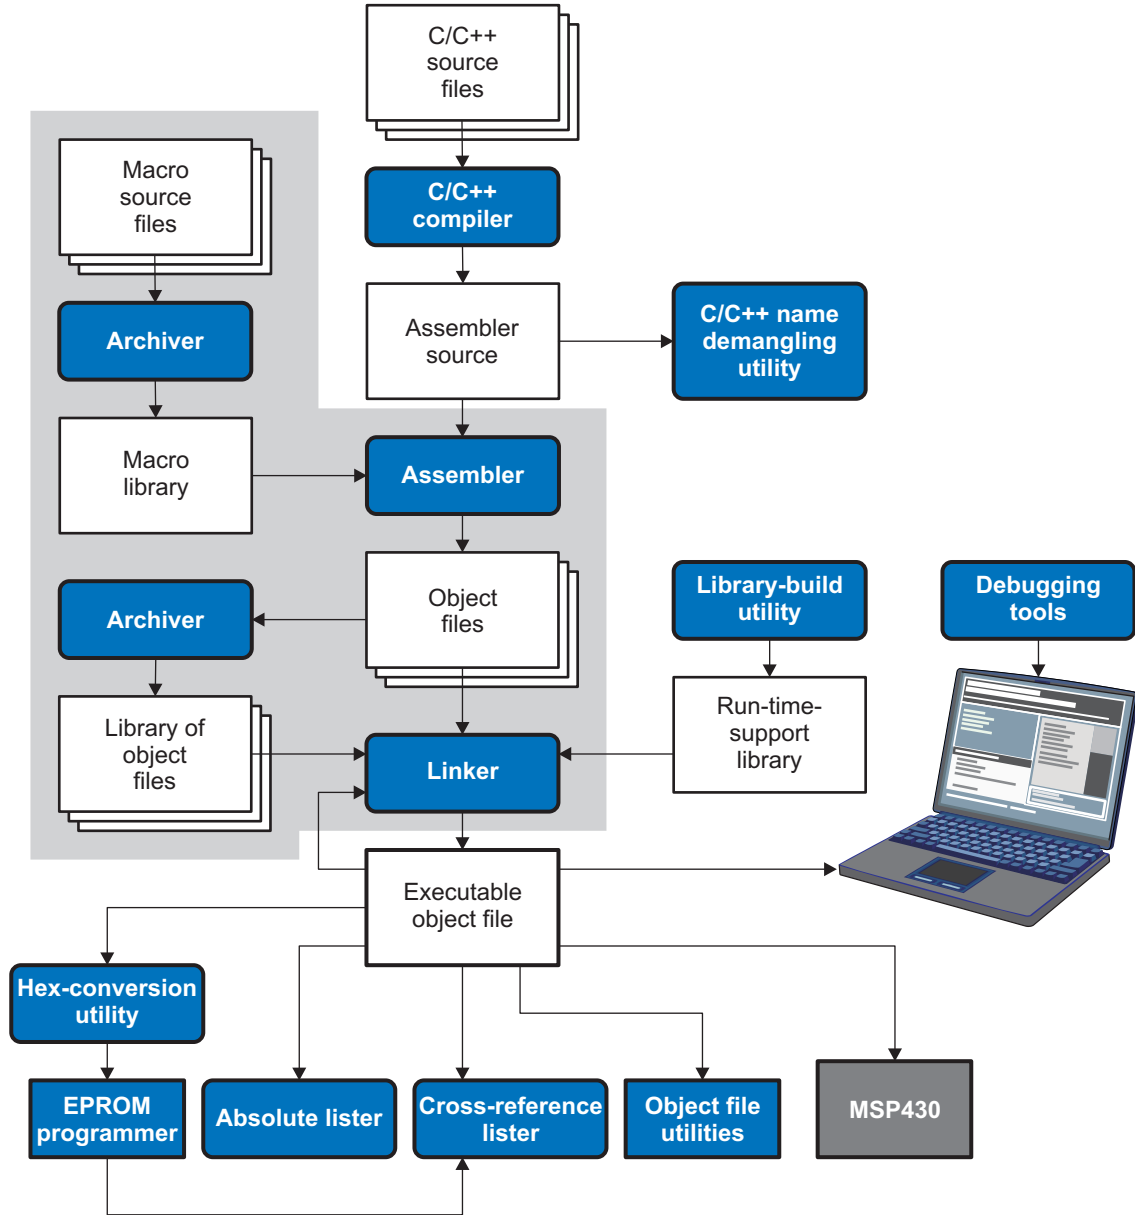 C/C++
source
files
Macro
source
files
C/C++
compiler
Archiver
Assembler
source
C/C++ name
demangling
utility
Macro
library
Assembler
Archiver
Object
files
Library-build
utility
Debugging
tools
Library of
object
files
Linker
Run-time-
support
library
Executable
object file
Hex-conversion
utility
EPROM
programmer
Absolute lister
Cross-reference
lister
Object file
utilities
MSP430